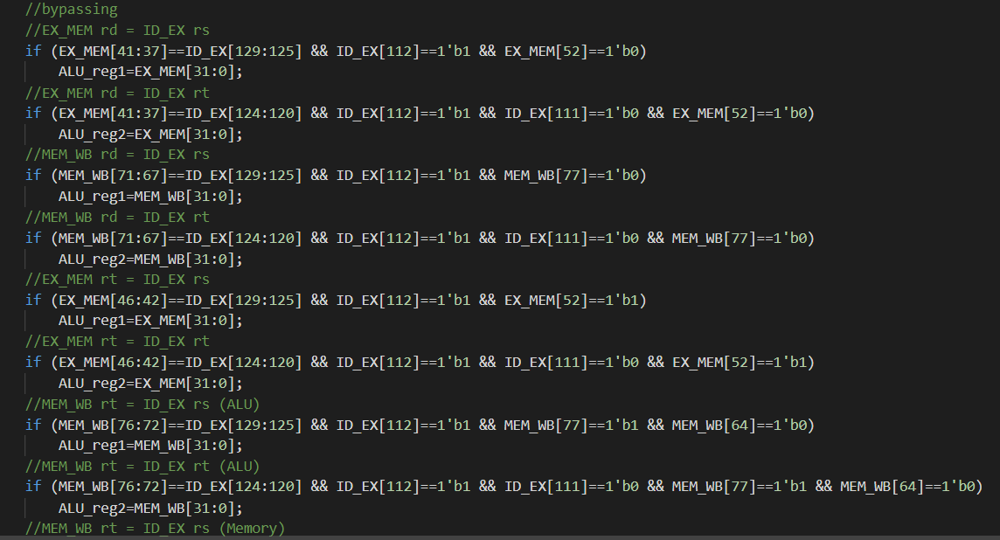 //bypassing
//EX_MEM rd = ID_EX rs
if (EX_MEM[41:37]==ID_EX[129:125] && ID_EX[112]==1'b1 && EX_MEM[52]==1'b0)
ALU_reg1=EX_MEM[31:0];
//EX_MEM rd = ID_EX rt
if (EX_MEM[41:37]==ID_EX[124:120] && ID_EX[112]==1'b1 && ID_EX[111]==1'b0 && EX_MEM[52]==1'b0)
ALU_reg2=EX_MEM[31:0];
//MEM_WB rd = ID_EX rs
if (MEM_WB[71:67]==ID_EX[129:125] && ID_EX[112]==1'b1 && MEM_WB[77]==1'b0)
ALU_reg1=MEM_WB[31:0];
//MEM_WB rd = ID_EX rt
if (MEM_WB[71:67]==ID_EX[124:120] && ID_EX[112]==1'b1 && ID_EX[111]==1'b0 && MEM_WB[77]==1'b0)
ALU_reg2=MEM_WB[31:0];
//EX_MEM rt = ID_EX rs
if (EX_MEM[46:42]==ID_EX[129:125] && ID_EX[112]==1'b1 && EX_MEM[52]==1'b1)
ALU_reg1=EX_MEM[31:0];
//EX_MEM rt = ID_EX rt
if (EX_MEM[46:42]==ID_EX[124:120] && ID_EX[112]==1'b1 && ID_EX[111]==1'b0 && EX_MEM[52]==1'b1)
ALU_reg2=EX_MEM[31:0];
//MEM_WB rt = ID_EX rs (ALU)
if (MEM_WB[76:72]==ID_EX[129:125] && ID_EX[112]==1'b1 && MEM_WB[77]==1'b1 && MEM_WB[64]==1'b0)
ALU_reg1=MEM_WB[31:0];
//MEM_WB rt = ID_EX rt (ALU)
if (MEM_WB[76:72]==ID_EX[124:120] && ID_EX[112]==1'b1 && ID_EX[111]==1'b0 && MEM_WB[77]==1'b1 && MEM_WB[64]==1'b0)
ALU_reg2=MEM_WB[31:0];
//MEM_WB rt = ID_EX rs (Memory)